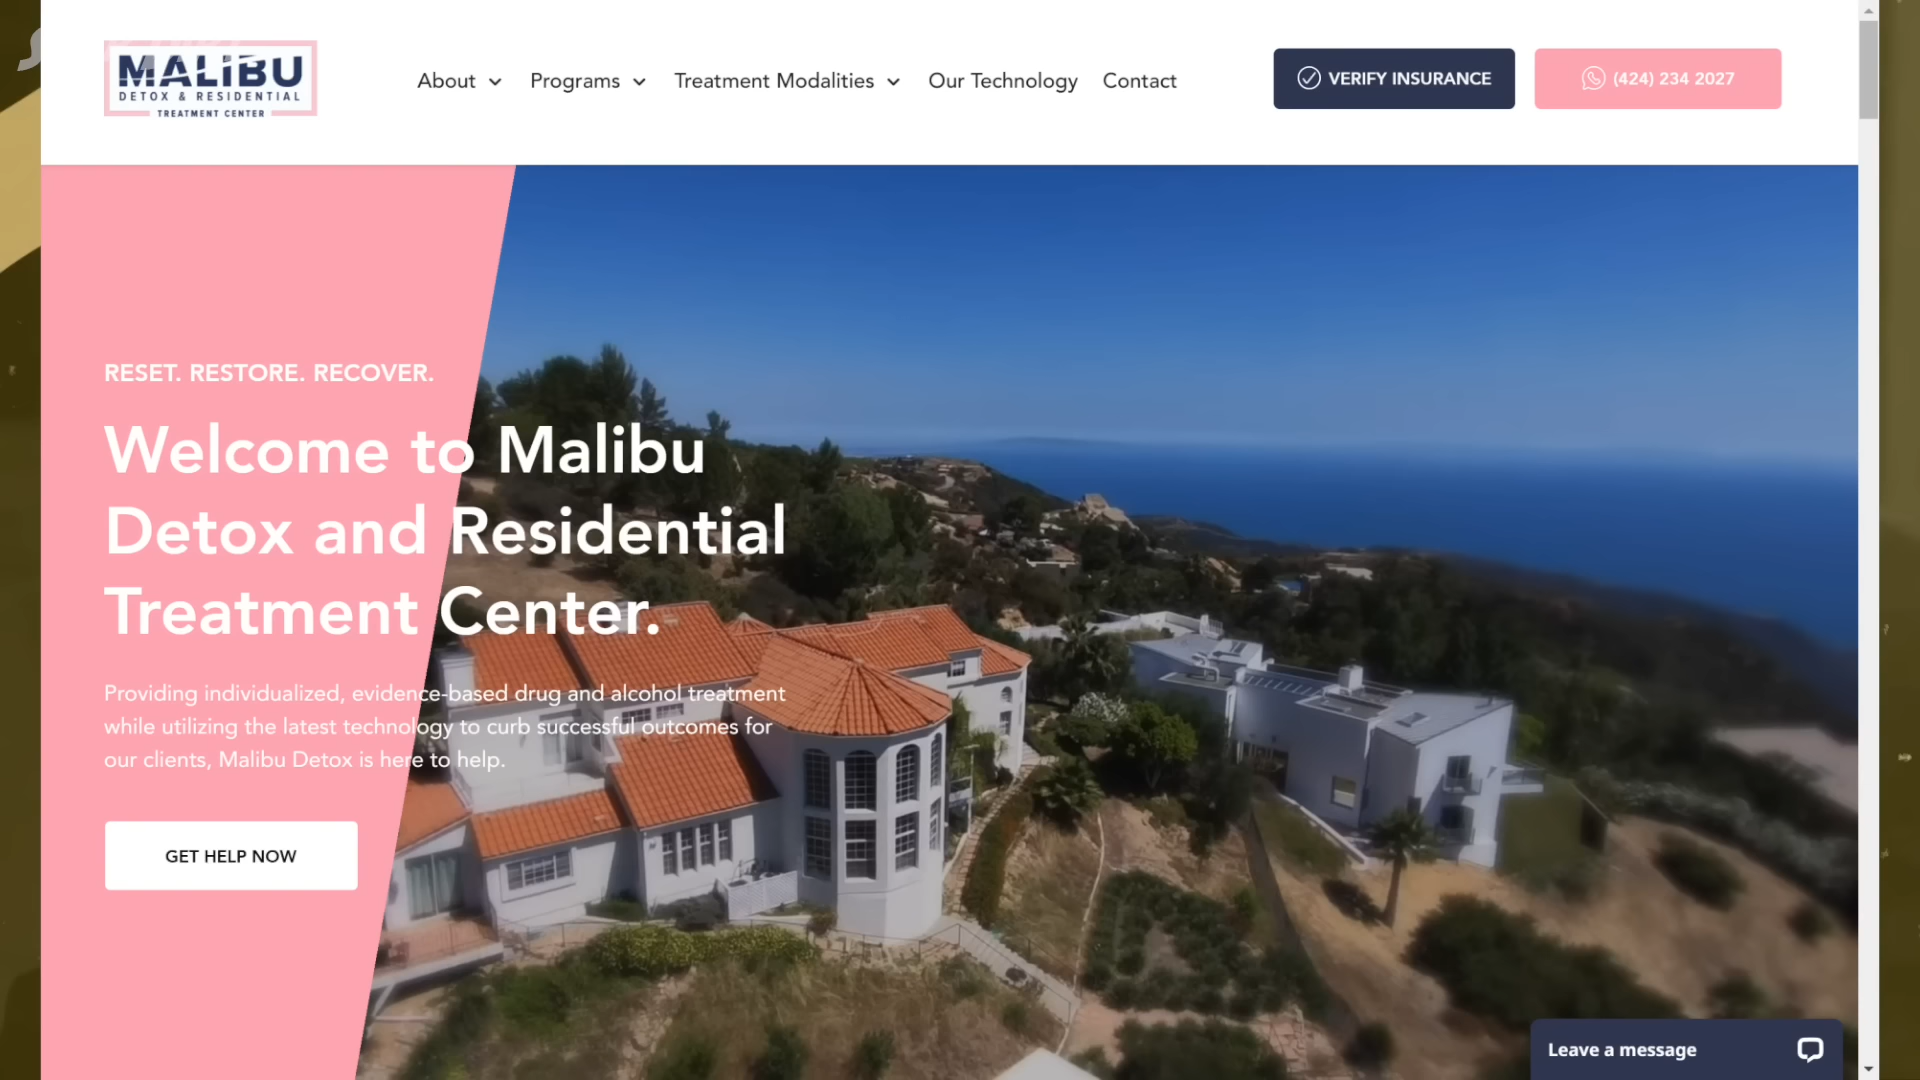 MALIBU
DETOX & RESIDENTIAL
TREATMENT CENTER
About
Programs
Treatment Modalities
Our Technology
Contact
VERIFY INSURANCE
(424) 234 2027
RESET. RESTORE. RECOVER.
Welcome to Malibu
Detox and Residential
Treatment Center.
Providing individualized, evidence-based drug and alcohol treatment
while utilizing the latest technology to curb successful outcomes for
our clients, Malibu Detox is here to help.
GET HELP NOW
Leave a message